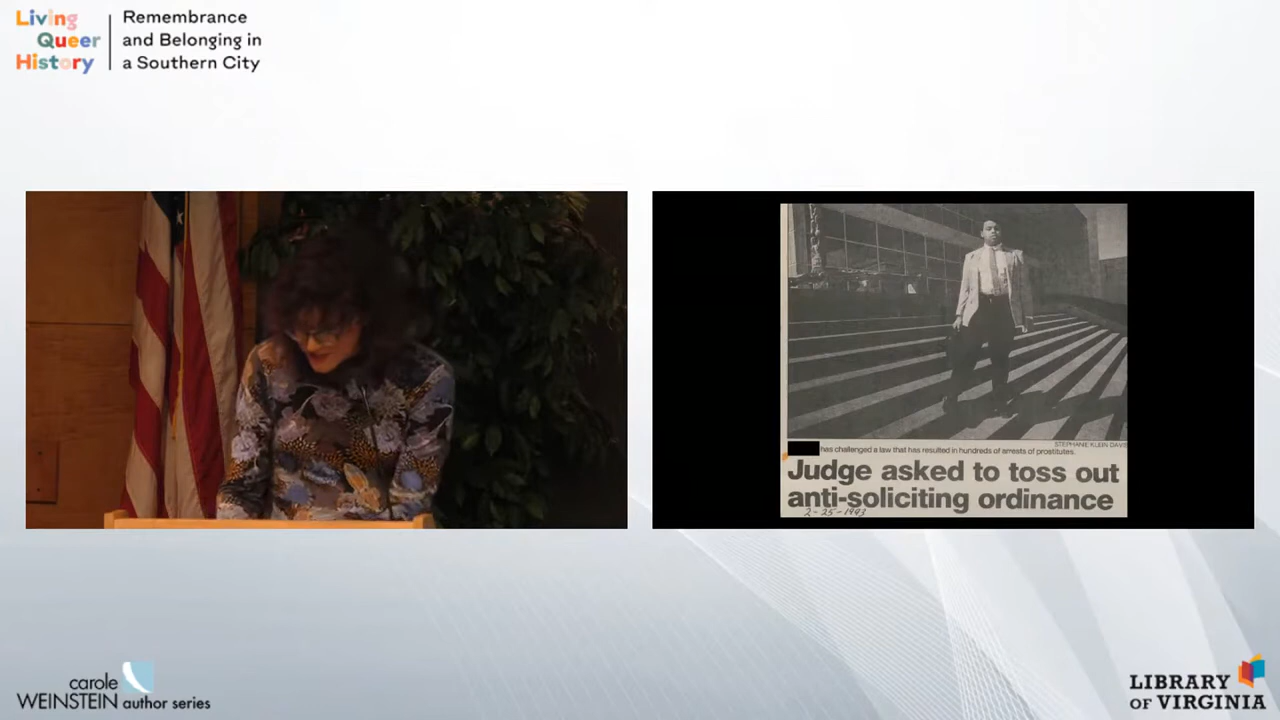 Living
Queer
History
Remembrance
and Belonging in
a Southern City
STEPHANIE KLEIN-DAVIS
has challenged a law that has resulted in hundreds of arrests of prostitutes.
Judge asked to toss out
anti-soliciting ordinance
2-25-1993
carole
WEINSTEIN author series
LIBRARY
OF VIRGINIA